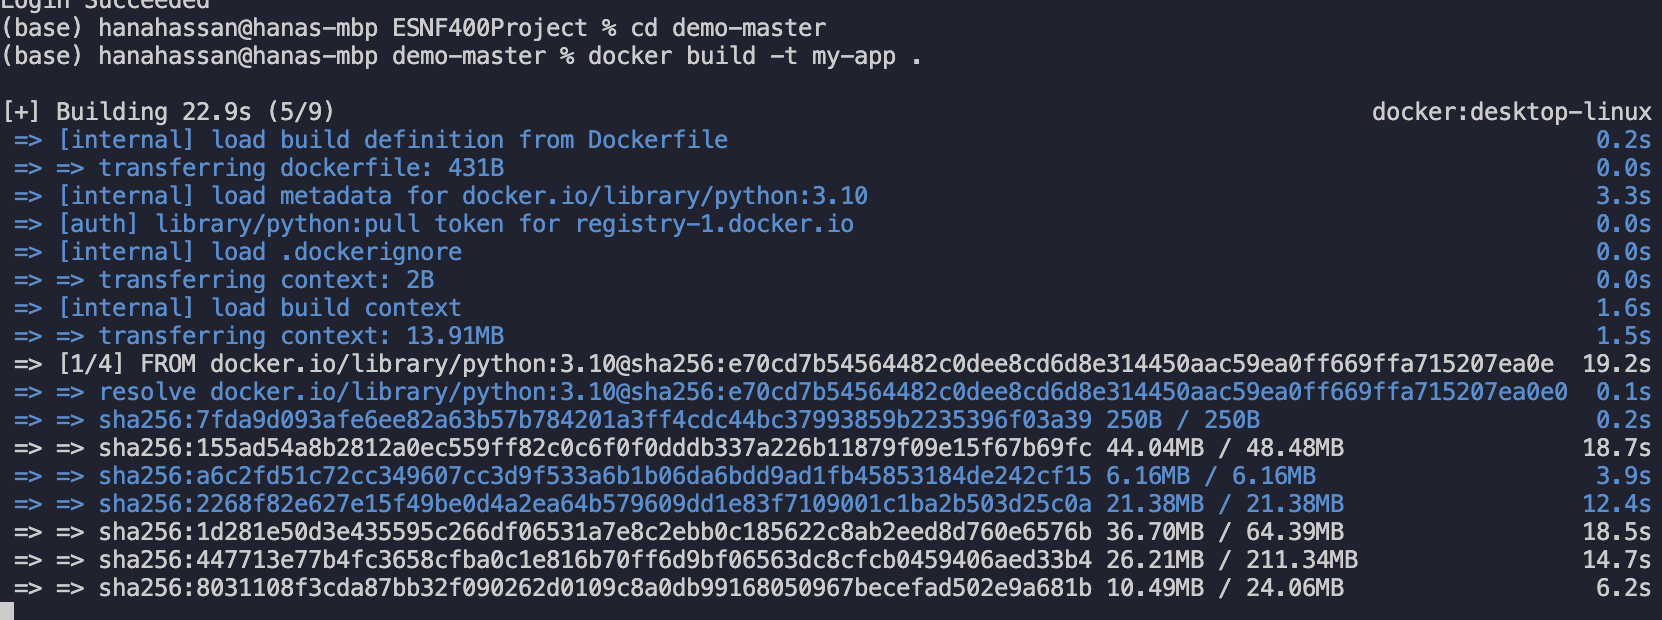 Login Succeeded
(base) hanahassan@hanas-mbp ESNF400Project % cd demo-master
(base) hanahassan@hanas-mbp demo-master % docker build -t my-app .
[+] Building 22.9s (5/9) docker:desktop-linux
=> [internal] load build definition from Dockerfile 0.2s
=> => transferring dockerfile: 431B 0.0s
=> [internal] load metadata for docker.io/library/python:3.10 3.3s
=> [auth] library/python:pull token for registry-1.docker.io 0.0s
=> [internal] load .dockerignore 0.0s
=> => transferring context: 2B 0.0s
=> [internal] load build context 1.6s
=> => transferring context: 13.91MB 1.5s
=> [1/4] FROM docker.io/library/python:3.10@sha256:e70cd7b54564482c0dee8cd6d8e314450aac59ea0ff669ffa715207ea0e 19.2s
=> => resolve docker.io/library/python:3.10@sha256:e70cd7b54564482c0dee8cd6d8e314450aac59ea0ff669ffa715207ea0e0 0.1s
=> => sha256:7fda9d093afe6ee82a63b57b784201a3ff4cdc44bc37993859b2235396f03a39 250B / 250B 0.2s
=> => sha256:155ad54a8b2812a0ec559ff82c0c6f0f0dddb337a226b11879f09e15f67b69fc 44.04MB / 48.48MB 18.7s
=> => sha256:a6c2fd51c72cc349607cc3d9f533a6b1b06da6bdd9ad1fb45853184de242cf15 6.16MB / 6.16MB 3.9s
=> => sha256:2268f82e627e15f49be0d4a2ea64b579609dd1e83f7109001c1ba2b503d25c0a 21.38MB / 21.38MB 12.4s
=> => sha256:1d281e50d3e435595c266df06531a7e8c2ebb0c185622c8ab2eed8d760e6576b 36.70MB / 64.39MB 18.5s
=> => sha256:447713e77b4fc3658cfba0c1e816b70ff6d9bf06563dc8cfcb0459406aed33b4 26.21MB / 211.34MB 14.7s
=> => sha256:8031108f3cda87bb32f090262d0109c8a0db99168050967becefad502e9a681b 10.49MB / 24.06MB 6.2s